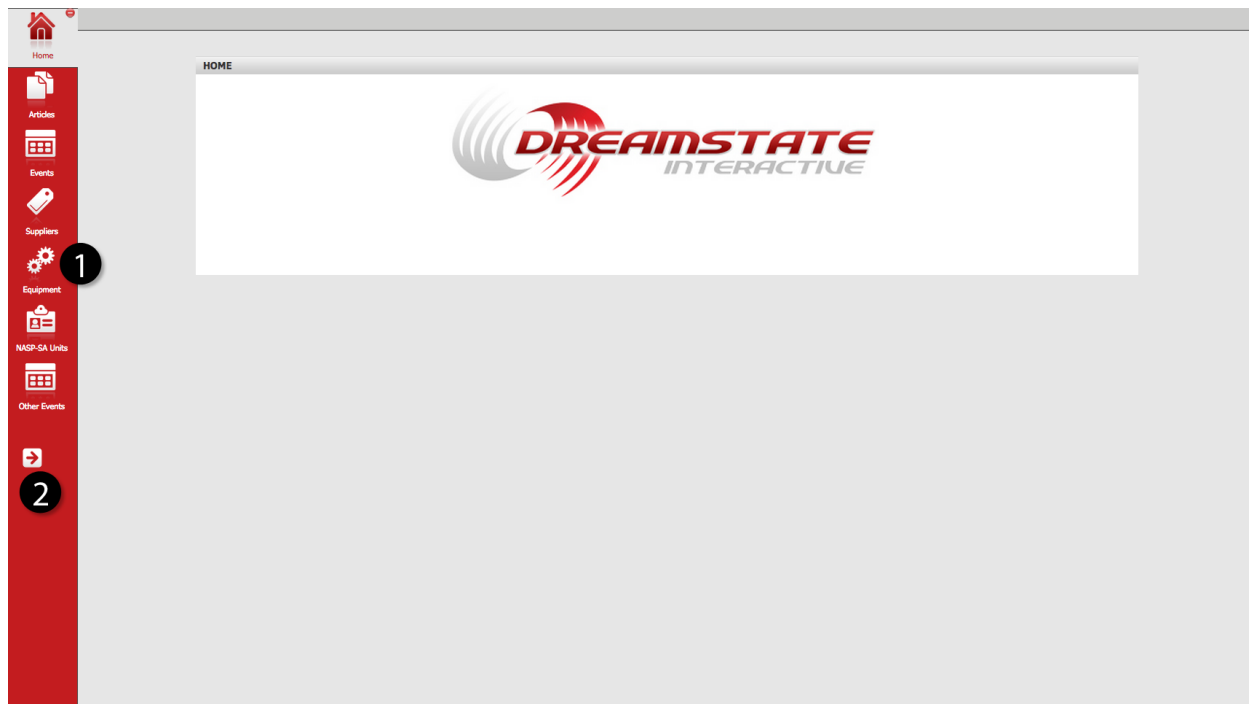 Home
HOME
DREAMSTATE
INTERACTIVE
Articles
Events
Suppliers
1
Equipment
NASP-SA Units
Other Events
2